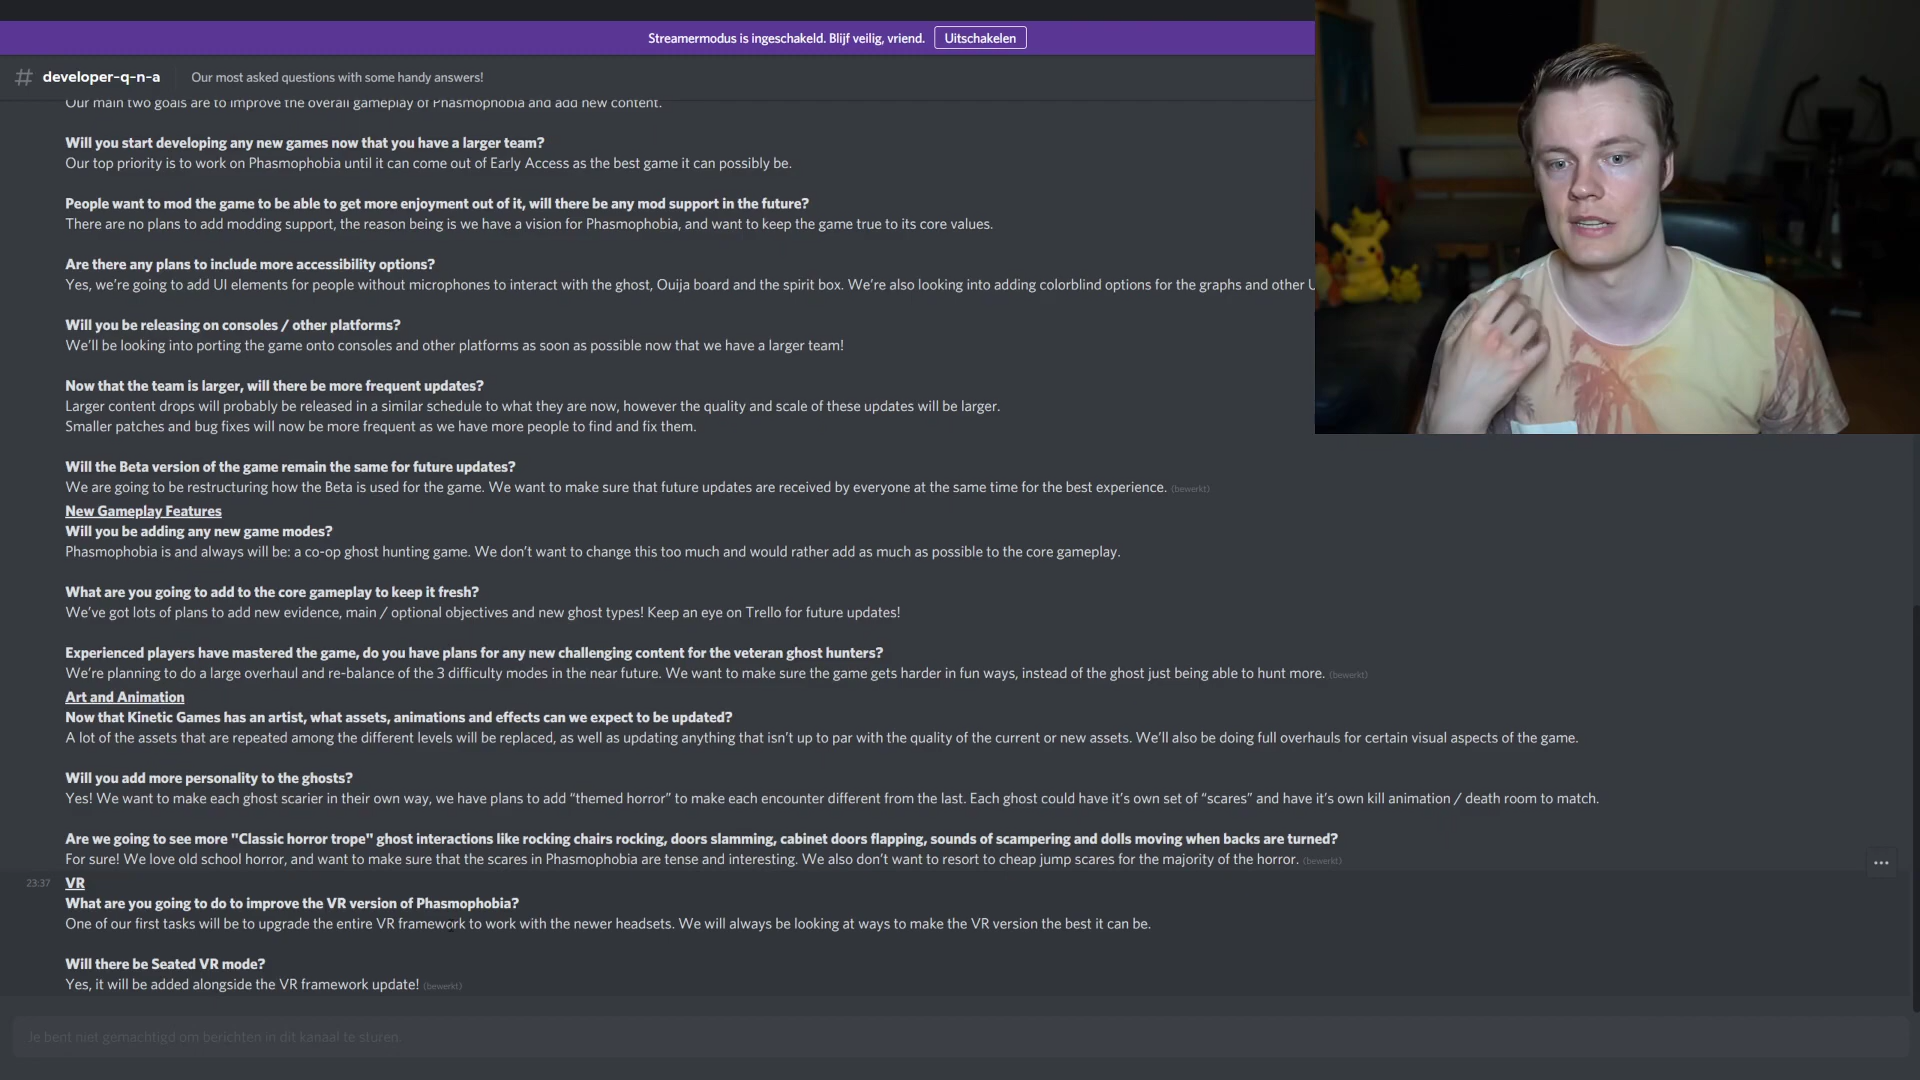 Streamermodus is ingeschakeld. Blijf veilig, vriend. Uitschakelen
# developer-q-n-a Our most asked questions with some handy answers!
Our main two goals are to improve the overall gameplay of Phasmophobia and add new content.
Will you start developing any new games now that you have a larger team?
Our top priority is to work on Phasmophobia until it can come out of Early Access as the best game it can possibly be.
People want to mod the game to be able to get more enjoyment out of it, will there be any mod support in the future?
There are no plans to add modding support, the reason being is we have a vision for Phasmophobia, and want to keep the game true to its core values.
Are there any plans to include more accessibility options?
Yes, we're going to add UI elements for people without microphones to interact with the ghost, Ouija board and the spirit box. We're also looking into adding colorblind options for the graphs and other
Will you be releasing on consoles / other platforms?
We'll be looking into porting the game onto consoles and other platforms as soon as possible now that we have a larger team!
Now that the team is larger, will there be more frequent updates?
Larger content drops will probably be released in a similar schedule to what they are now, however the quality and scale of these updates will be larger.
Smaller patches and bug fixes will now be more frequent as we have more people to find and fix them.
Will the Beta version of the game remain the same for future updates?
We are going to be restructuring how the Beta is used for the game. We want to make sure that future updates are received by everyone at the same time for the best experience. (bewerkt)
New Gameplay Features
Will you be adding any new game modes?
Phasmophobia is and always will be: a co-op ghost hunting game. We don't want to change this too much and would rather add as much as possible to the core gameplay.
What are you going to add to the core gameplay to keep it fresh?
We've got lots of plans to add new evidence, main / optional objectives and new ghost types! Keep an eye on Trello for future updates!
Experienced players have mastered the game, do you have plans for any new challenging content for the veteran ghost hunters?
We're planning to do a large overhaul and re-balance of the 3 difficulty modes in the near future. We want to make sure the game gets harder in fun ways, instead of the ghost just being able to hunt more. (bewerkt)
Art and Animation
Now that Kinetic Games has an artist, what assets, animations and effects can we expect to be updated?
A lot of the assets that are repeated among the different levels will be replaced, as well as updating anything that isn't up to par with the quality of the current or new assets. We'll also be doing full overhauls for certain visual aspects of the game.
Will you add more personality to the ghosts?
Yes! We want to make each ghost scarier in their own way, we have plans to add “themed horror” to make each encounter different from the last. Each ghost could have it's own set of “scares” and have it's own kill animation / death room to match.
Are we going to see more "Classic horror trope" ghost interactions like rocking chairs rocking, doors slamming, cabinet doors flapping, sounds of scampering and dolls moving when backs are turned?
For sure! We love old school horror, and want to make sure that the scares in Phasmophobia are tense and interesting. We also don't want to resort to cheap jump scares for the majority of the horror. (bewerkt)
23:37 VR
What are you going to do to improve the VR version of Phasmophobia?
One of our first tasks will be to upgrade the entire VR framework to work with the newer headsets. We will always be looking at ways to make the VR version the best it can be.
Will there be Seated VR mode?
Yes, it will be added alongside the VR framework update! (bewerkt)
Je bent niet gemachtigd om berichten in dit kanaal te sturen.